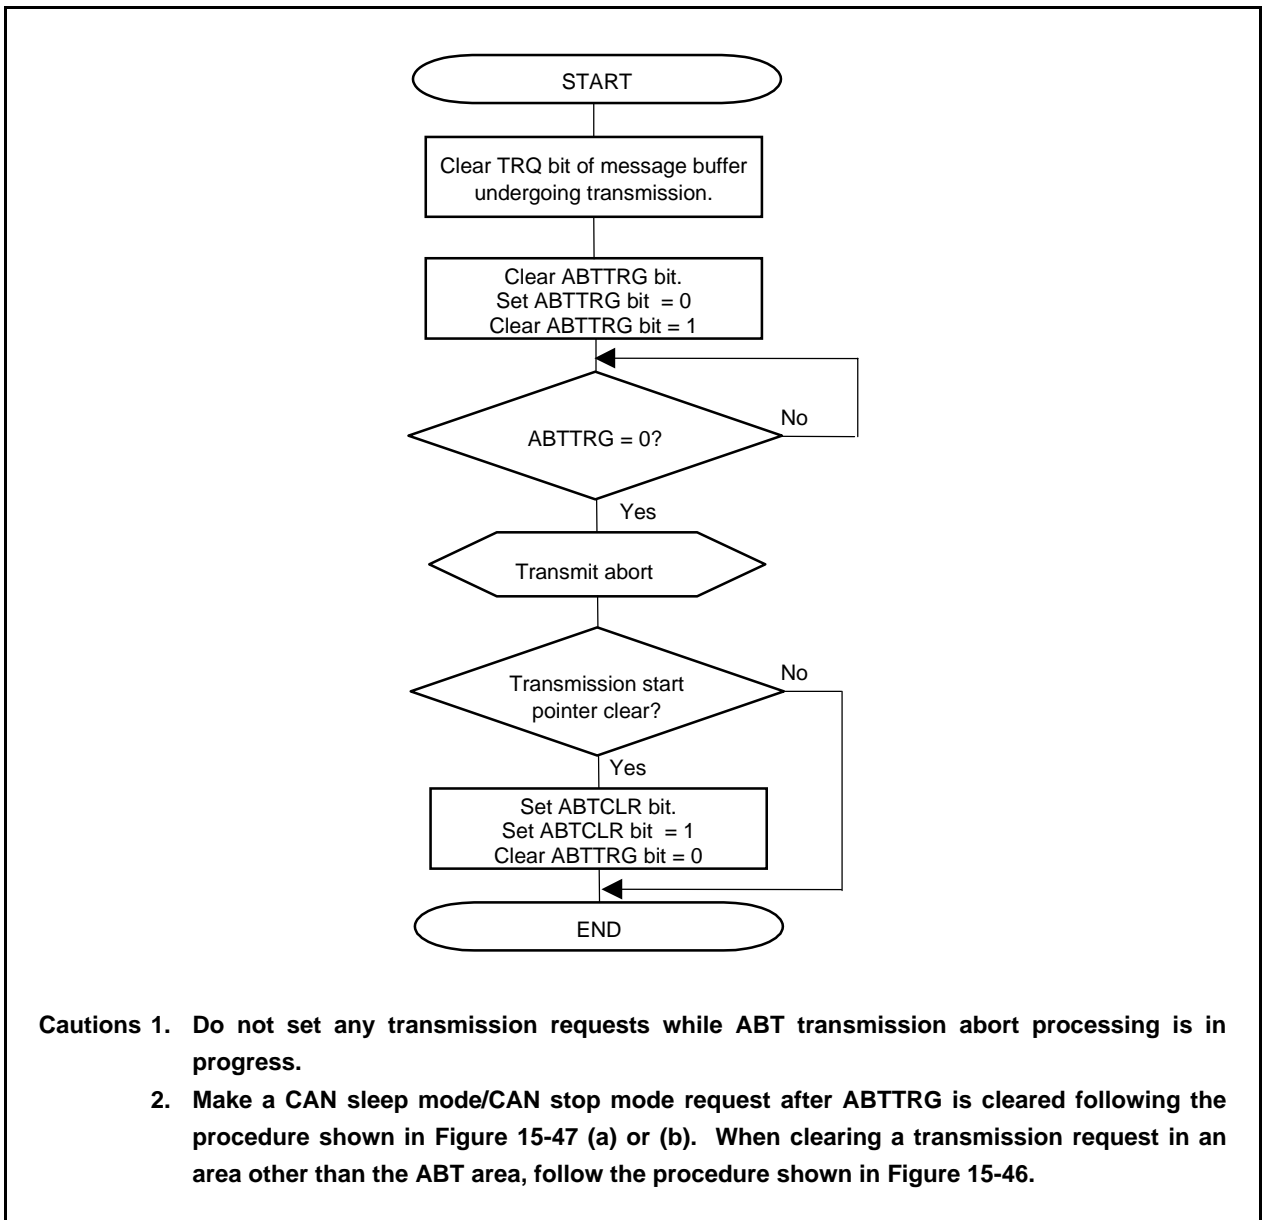 START
Clear TRQ bit of message buffer
undergoing transmission.
Clear ABTTRG bit.
Set ABTTRG bit  = 0
Clear ABTTRG bit = 1
ABTTRG = 0?
No
Yes
Transmit abort
Transmission start
pointer clear?
No
Yes
Set ABTCLR bit.
Set ABTCLR bit  = 1
Clear ABTTRG bit = 0
END
Cautions 1. Do not set any transmission requests while ABT transmission abort processing is in
progress.
2. Make a CAN sleep mode/CAN stop mode request after ABTTRG is cleared following the
procedure shown in Figure 15-47 (a) or (b).  When clearing a transmission request in an
area other than the ABT area, follow the procedure shown in Figure 15-46.